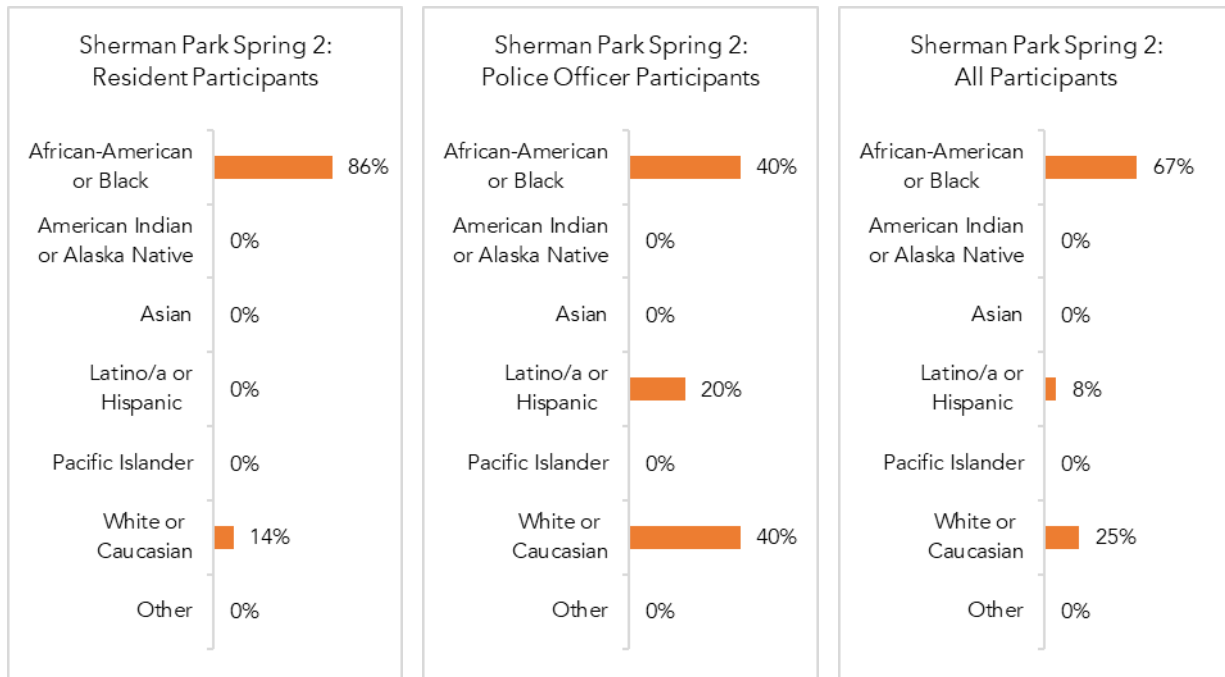 Sherman Park Spring 2:
Resident Participants
African-American
or Black
86%
American Indian
or Alaska Native
0%
Asian
0%
Latino/a or
Hispanic
0%
Pacific Islander
0%
White or
Caucasian
14%
Other
0%
Sherman Park Spring 2:
Police Officer Participants
African-American
or Black
40%
American Indian
or Alaska Native
0%
Asian
0%
Latino/a or
Hispanic
20%
Pacific Islander
0%
White or
Caucasian
40%
Other
0%
Sherman Park Spring 2:
All Participants
African-American
or Black
67%
American Indian
or Alaska Native
0%
Asian
0%
Latino/a or
Hispanic
8%
Pacific Islander
0%
White or
Caucasian
25%
Other
0%